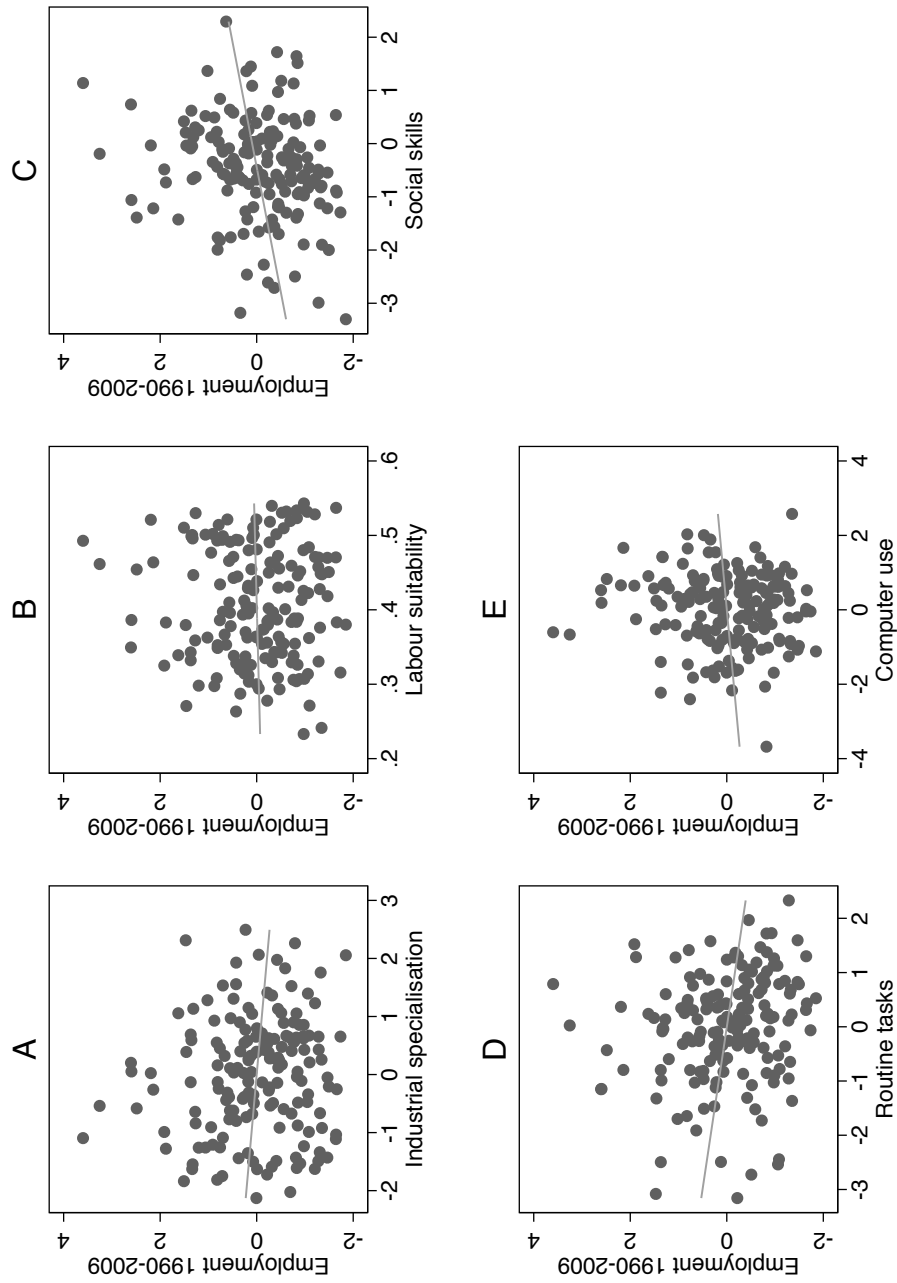 A
Employment 1990-2009
4
2
0
-2
-2 -1 0 1 2 3
Industrial specialisation
B
Employment 1990-2009
4
2
0
-2
.2 .3 .4 .5 .6
Labour suitability
C
Employment 1990-2009
4
2
0
-2
-3 -2 -1 0 1 2
Social skills
D
Employment 1990-2009
4
2
0
-2
-3 -2 -1 0 1 2
Routine tasks
E
Employment 1990-2009
4
2
0
-2
-4 -2 0 2 4
Computer use